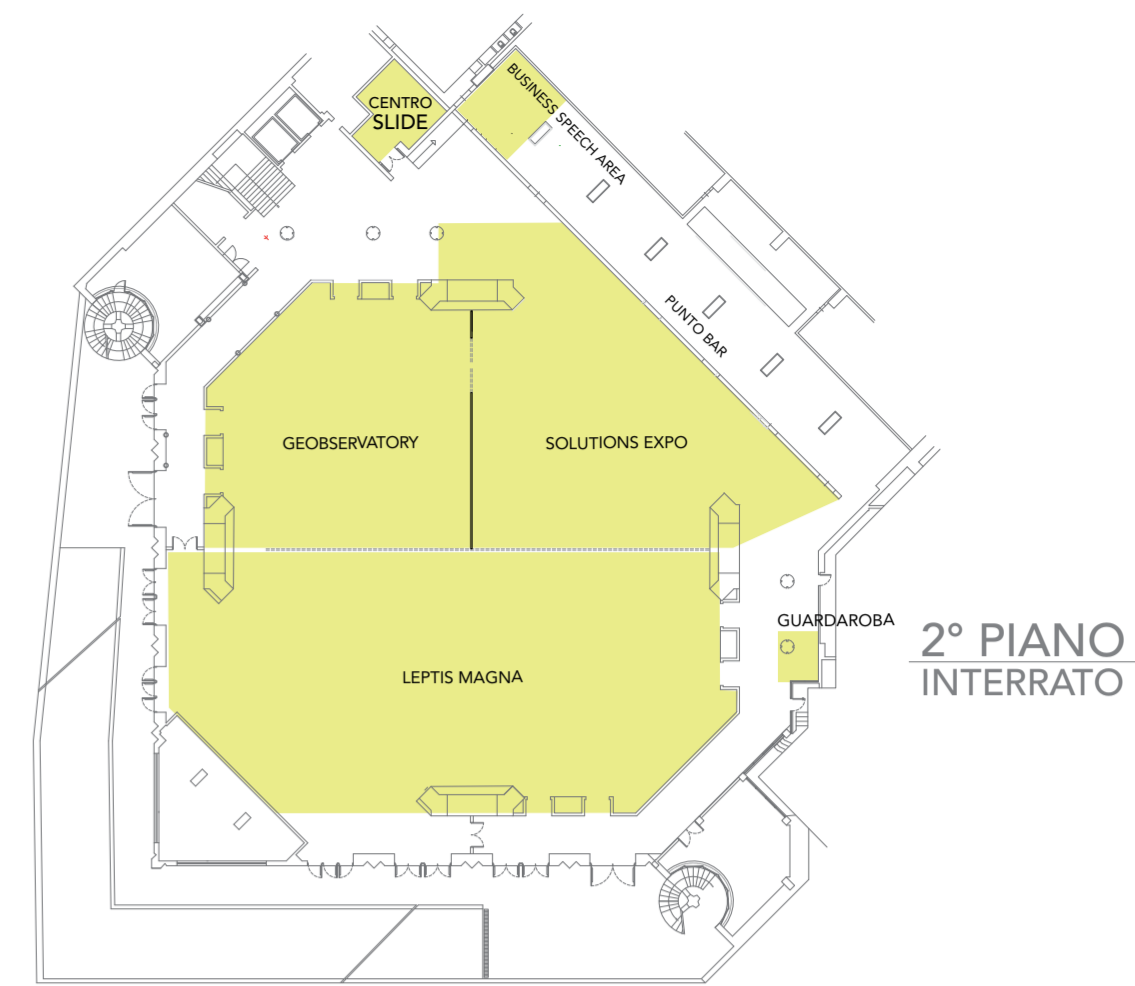 CENTRO
SLIDE
BUSINESS SPEECH AREA
PUNTO BAR
GEOBSERVATORY
SOLUTIONS EXPO
GUARDAROBA
2° PIANO
INTERRATO
LEPTIS MAGNA